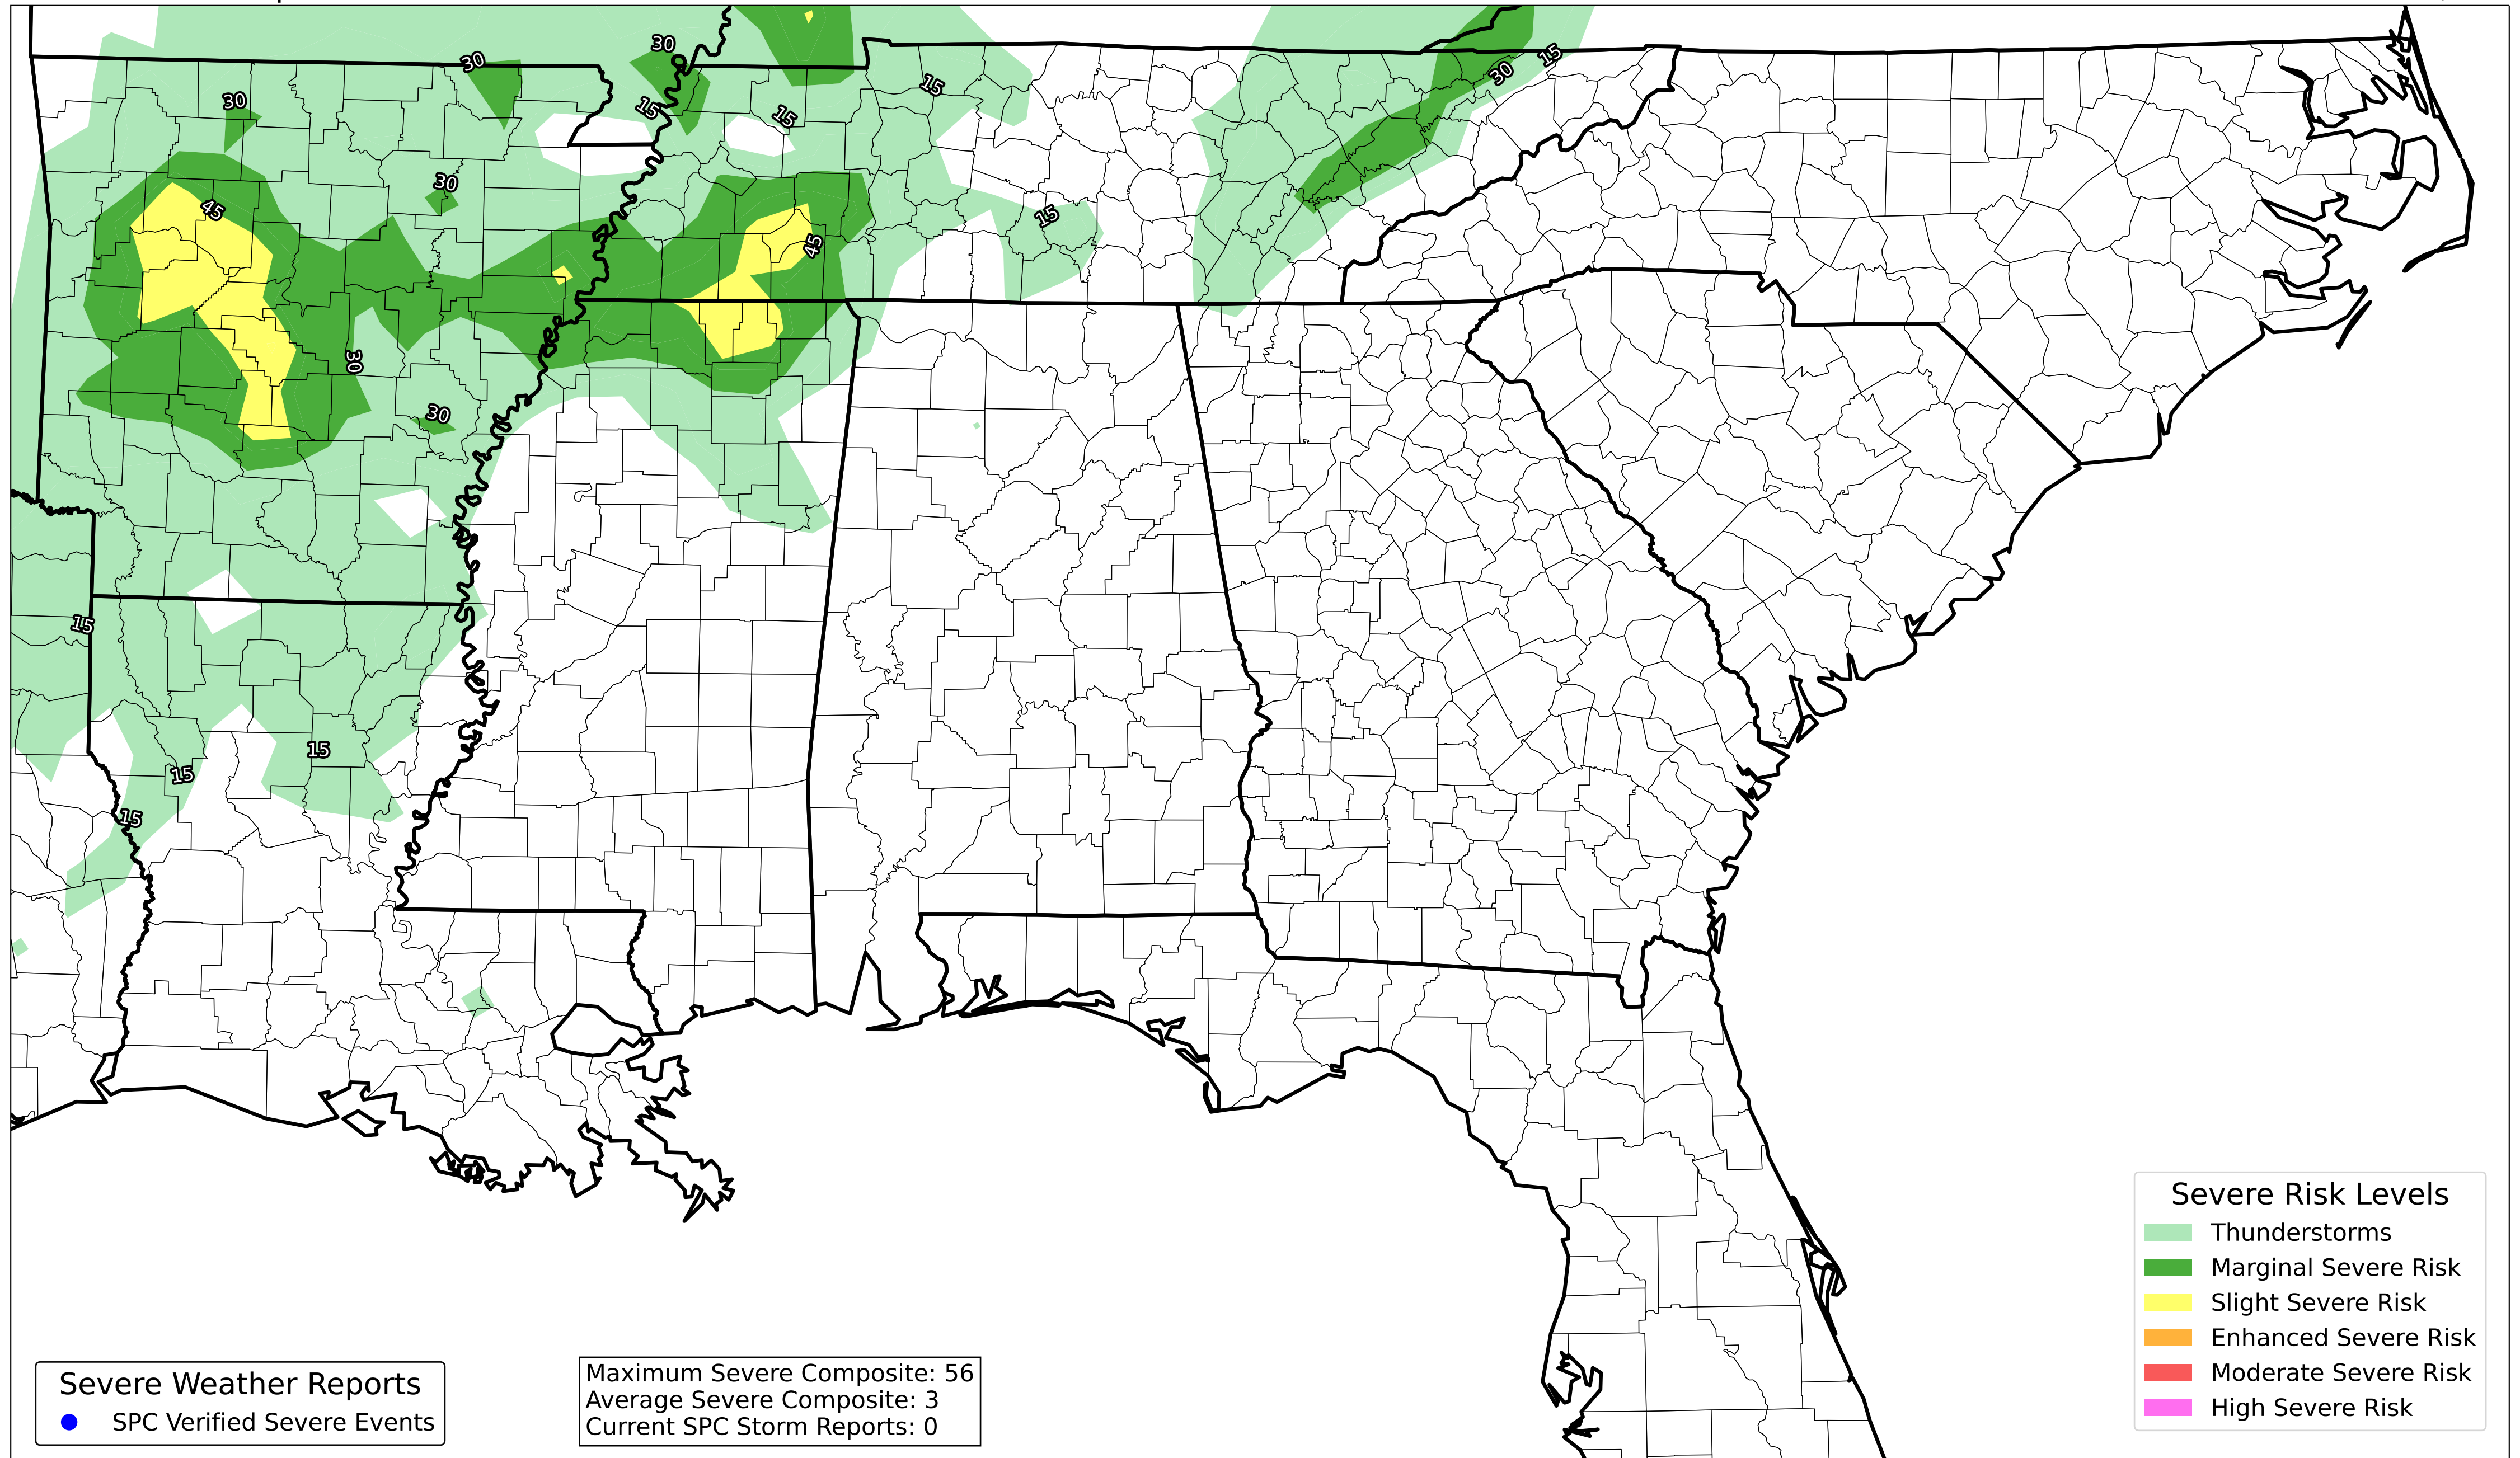 30
30
15
15
15
30
15
30
45
15
45
30
30
15
15
15
15
Severe Risk Levels
Thunderstorms
Marginal Severe Risk
Slight Severe Risk
Enhanced Severe Risk
Moderate Severe Risk
High Severe Risk
Severe Weather Reports
SPC Verified Severe Events
Maximum Severe Composite: 56
Average Severe Composite: 3
Current SPC Storm Reports: 0